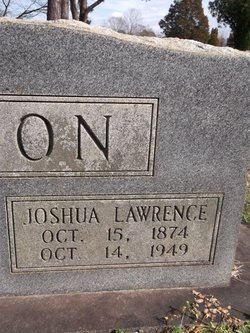 ON
JOSHUA LAWRENCE
OCT. 15, 1874
OCT. 14, 1949